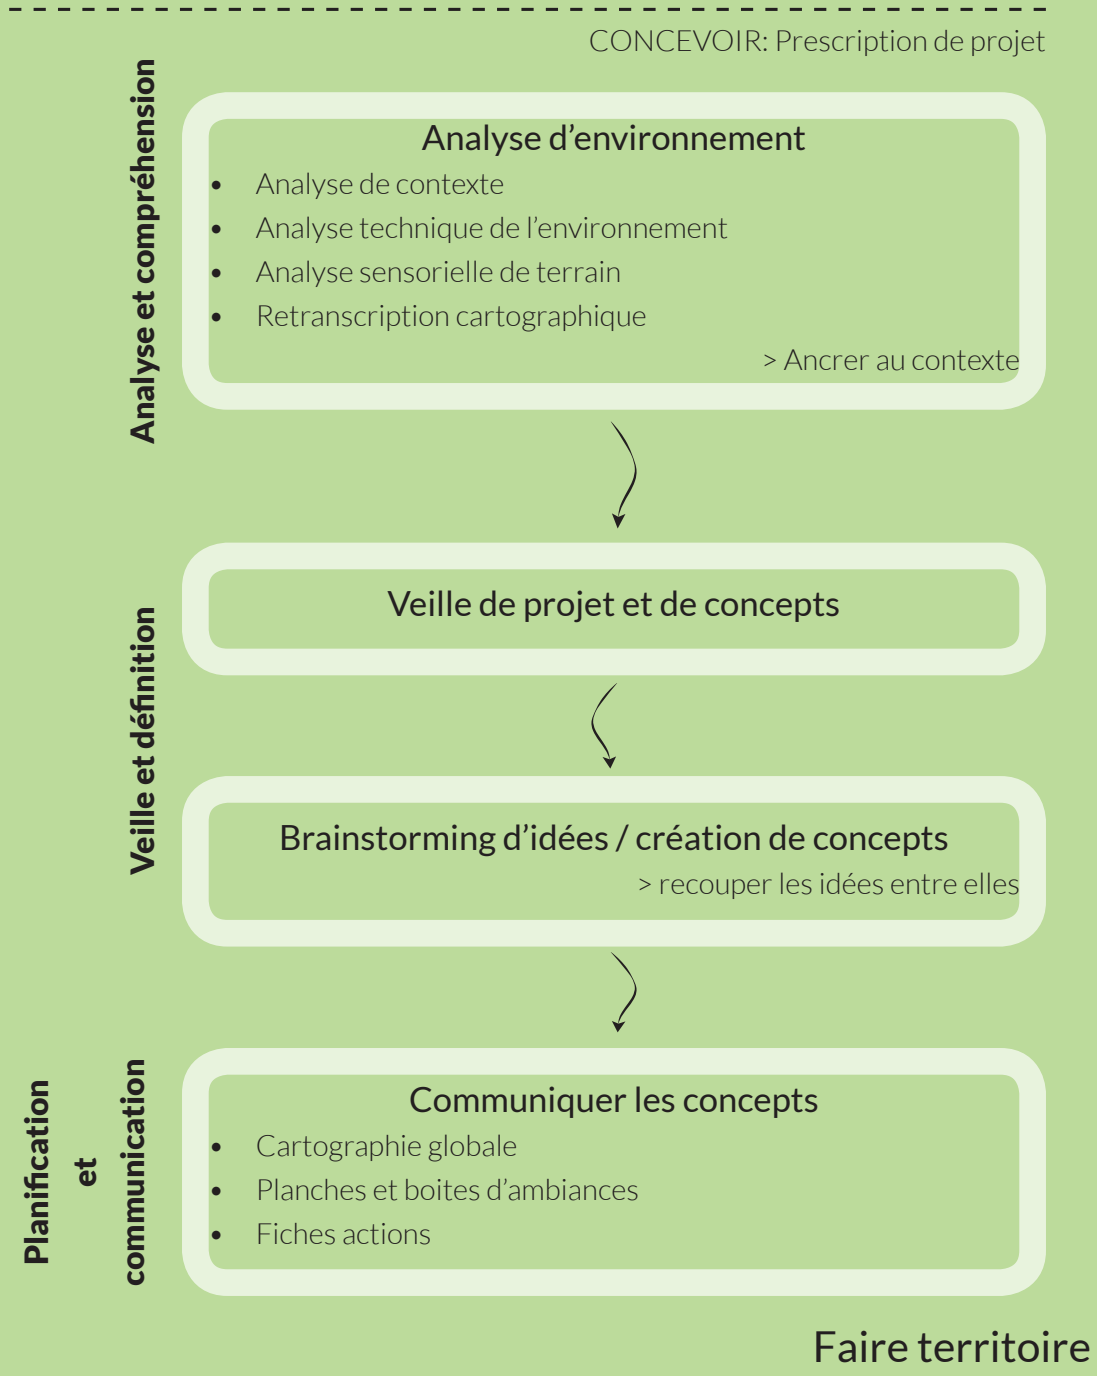 CONCEVOIR: Prescription de projet
Analyse et compréhension
Analyse d'environnement
• Analyse de contexte
• Analyse technique de l'environnement
• Analyse sensorielle de terrain
• Retranscription cartographique
> Ancrer au contexte
Veille et définition
Veille de projet et de concepts
Brainstorming d'idées / création de concepts
> recouper les idées entre elles
Planification
et
communication
Communiquer les concepts
• Cartographie globale
• Planches et boites d'ambiances
• Fiches actions
Faire territoire